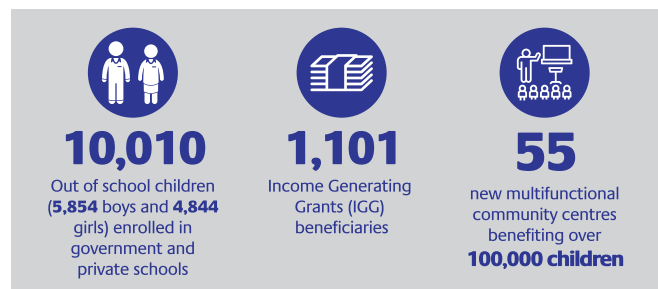 10,010
Out of school children
(5,854 boys and 4,844
girls) enrolled in
government and
private schools
1,101
Income Generating
Grants (IGG)
beneficiaries
55
new multifunctional
community centres
benefiting over
100,000 children